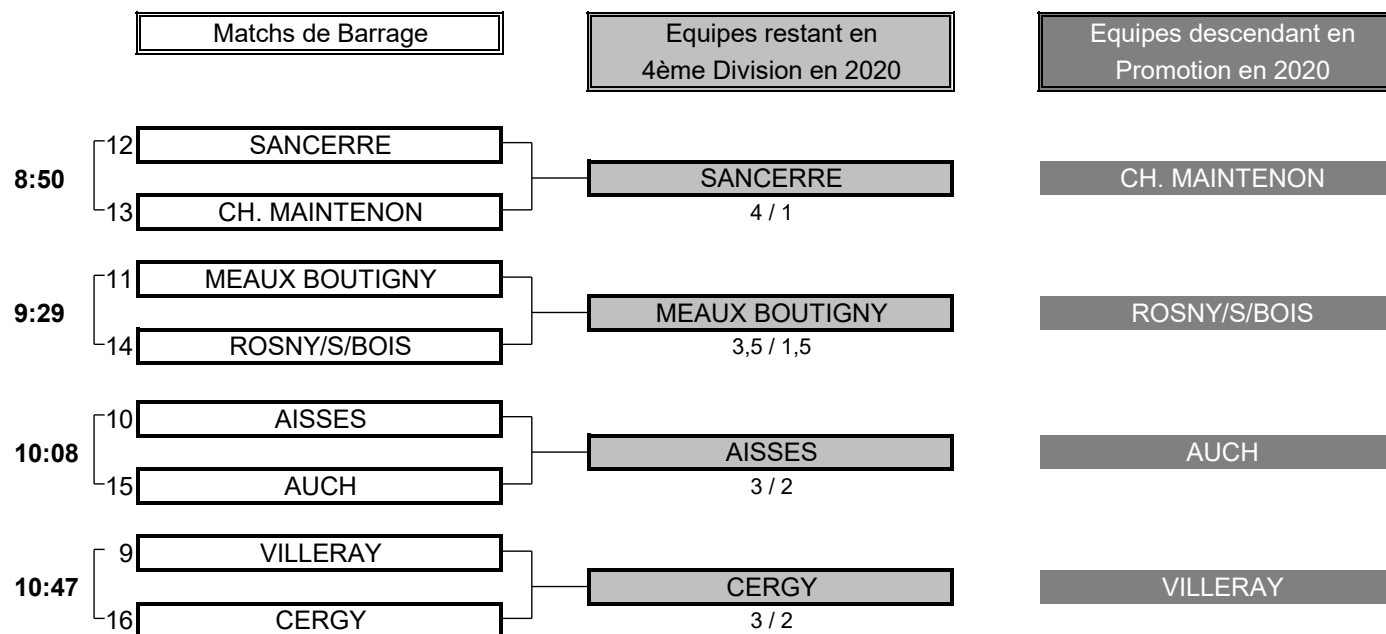 Matchs de Barrage
Equipes restant en
4ème Division en 2020
Equipes descendant en
Promotion en 2020
8:50
12 SANCERRE
13 CH. MAINTENON
SANCERRE
4 / 1
CH. MAINTENON
9:29
11 MEAUX BOUTIGNY
14 ROSNY/S/BOIS
MEAUX BOUTIGNY
3,5 / 1,5
ROSNY/S/BOIS
10:08
10 AISSES
15 AUCH
AISSES
3 / 2
AUCH
10:47
9 VILLERAY
16 CERGY
CERGY
3 / 2
VILLERAY